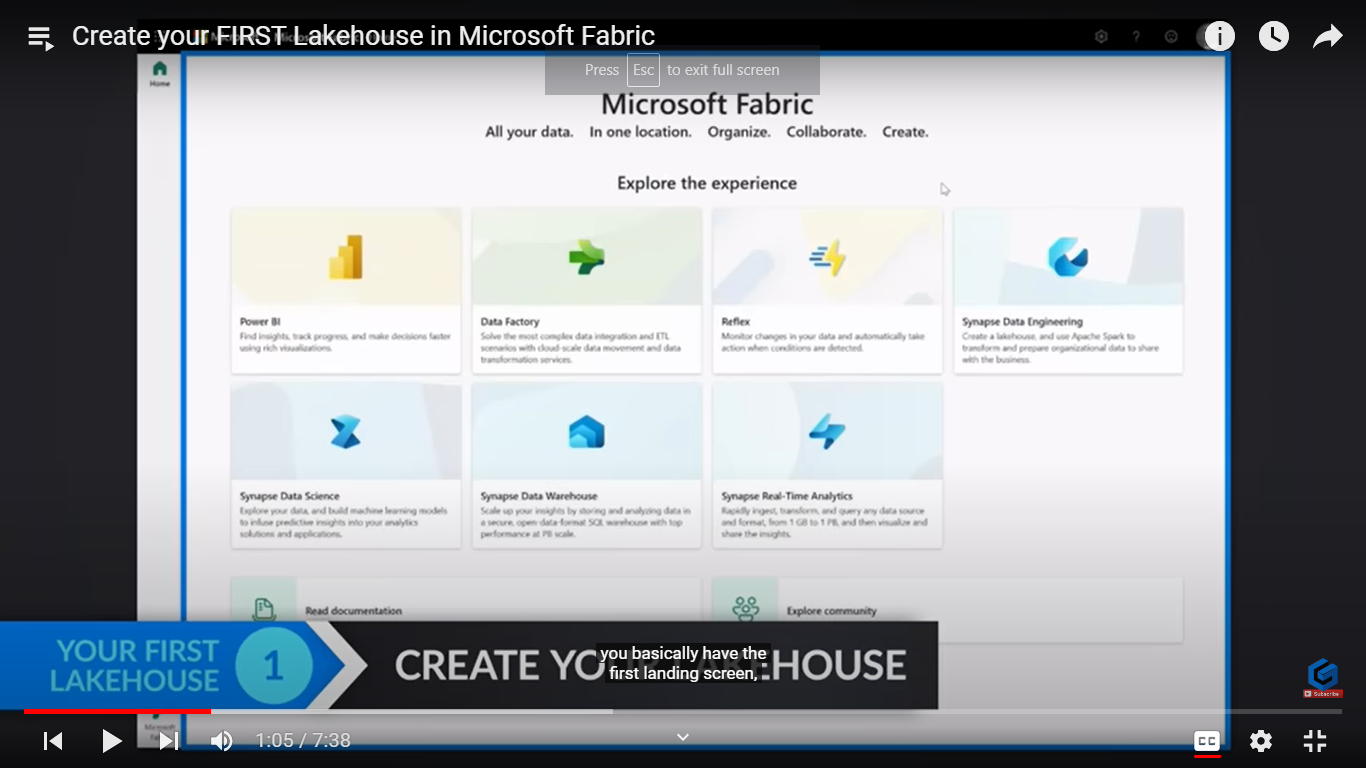 Create your FIRST Lakehouse in Microsoft Fabric
Press Esc to exit full screen
Home
Microsoft Fabric
All your data. In one location. Organize. Collaborate. Create.
Explore the experience
Power BI
Find insights, track progress, and make decisions faster
using rich visualizations.
Data Factory
Solve the most complex data integration and ETL
scenarios with cloud-scale data movement and data
transformation services.
Reflex
Monitor changes in your data and automatically take
action when conditions are detected.
Synapse Data Engineering
Create a lakehouse, and use Apache Spark to
transform and prepare organizational data to share
with the business.
Synapse Data Science
Explore your data, and build machine learning models
to infuse predictive insights into your analytics
solutions and applications.
Synapse Data Warehouse
Scale up your insights by storing and analyzing data in
a secure, open-data-format SQL warehouse with top
performance at PB scale.
Synapse Real-Time Analytics
Rapidly ingest, transform, and query any data source
and format, from 1 GB to 1 PB, and then visualize and
share the insights.
Read documentation
Explore community
YOUR FIRST
LAKEHOUSE
1
CREATE YO HOUSE
you basically have the
first landing screen,
Subscribe
Microsoft
1:05 / 7:38
CC